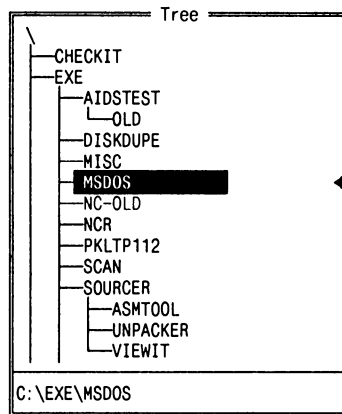 Tree
\
CHECKIT
EXE
AIDSTEST
OLD
DISKDUPE
MISC
MSDOS
NC-OLD
NCR
PKLTP112
SCAN
SOURCER
ASMTOOL
UNPACKER
VIEWIT
C:\EXE\MSDOS